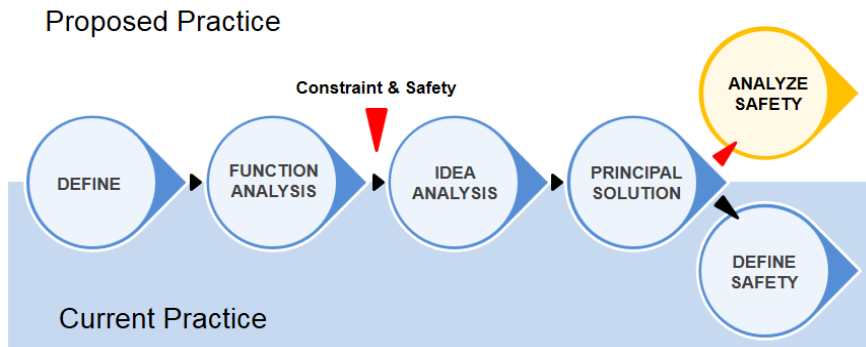 Proposed Practice
Constraint & Safety
ANALYZE
SAFETY
DEFINE
FUNCTION
ANALYSIS
IDEA
ANALYSIS
PRINCIPAL
SOLUTION
DEFINE
SAFETY
Current Practice